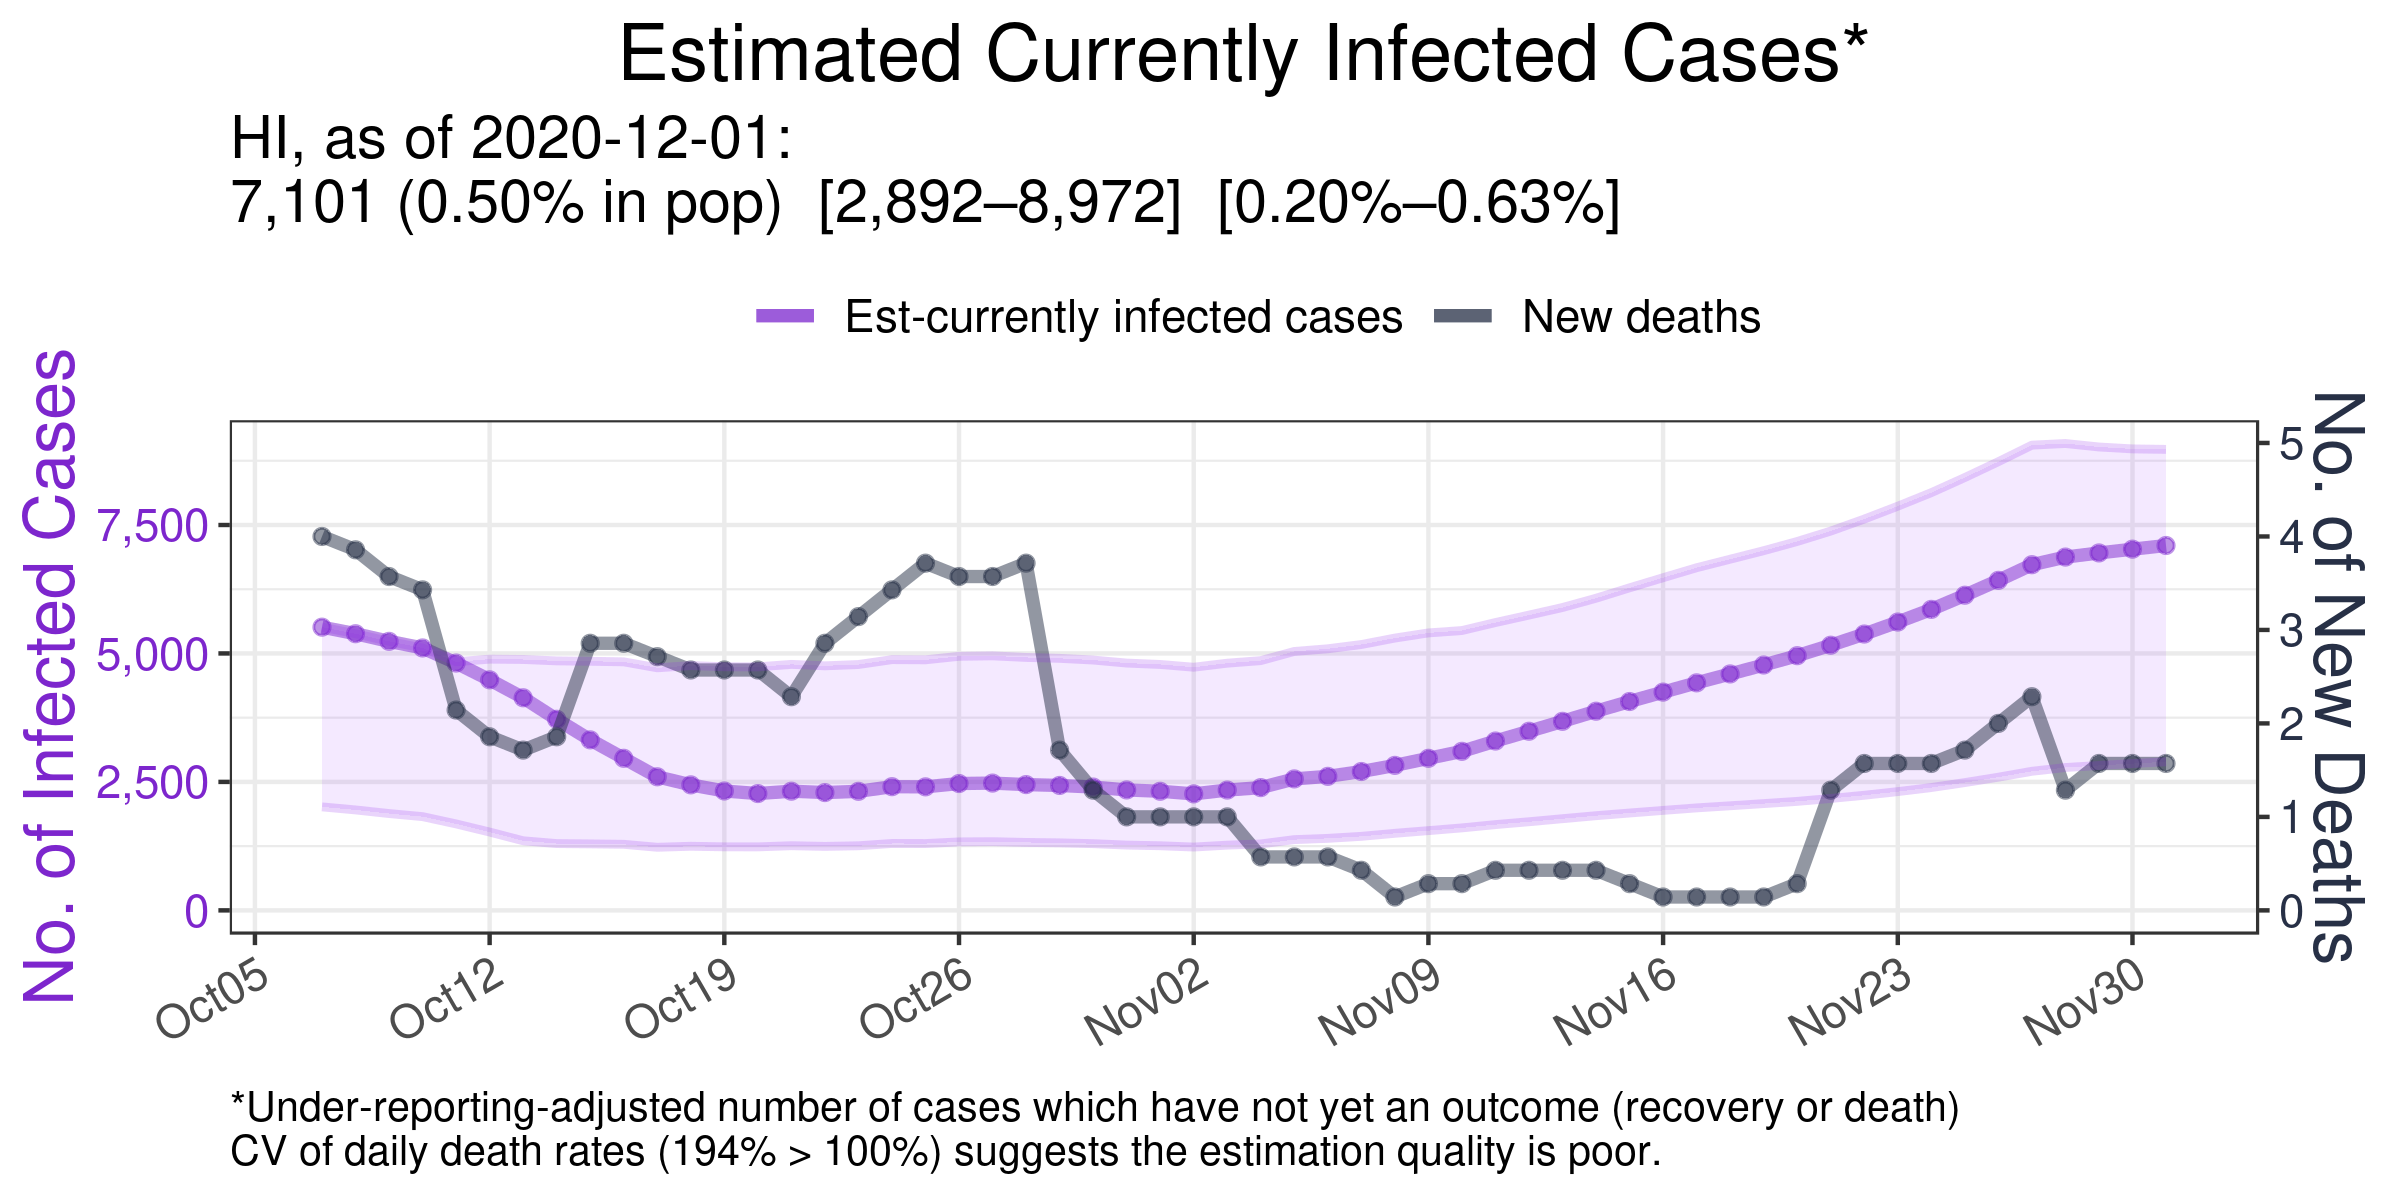 Estimated Currently Infected Cases*
HI, as of 2020-12-01:
7,101 (0.50% in pop)  [2,892–8,972]  [0.20%–0.63%]
Est-currently infected cases
New deaths
No. of Infected Cases
7,500
5,000
2,500
0
No. of New Deaths
5
4
3
2
1
0
Oct05
Oct12
Oct19
Oct26
Nov02
Nov09
Nov16
Nov23
Nov30
*Under-reporting-adjusted number of cases which have not yet an outcome (recovery or death)
CV of daily death rates (194% > 100%) suggests the estimation quality is poor.